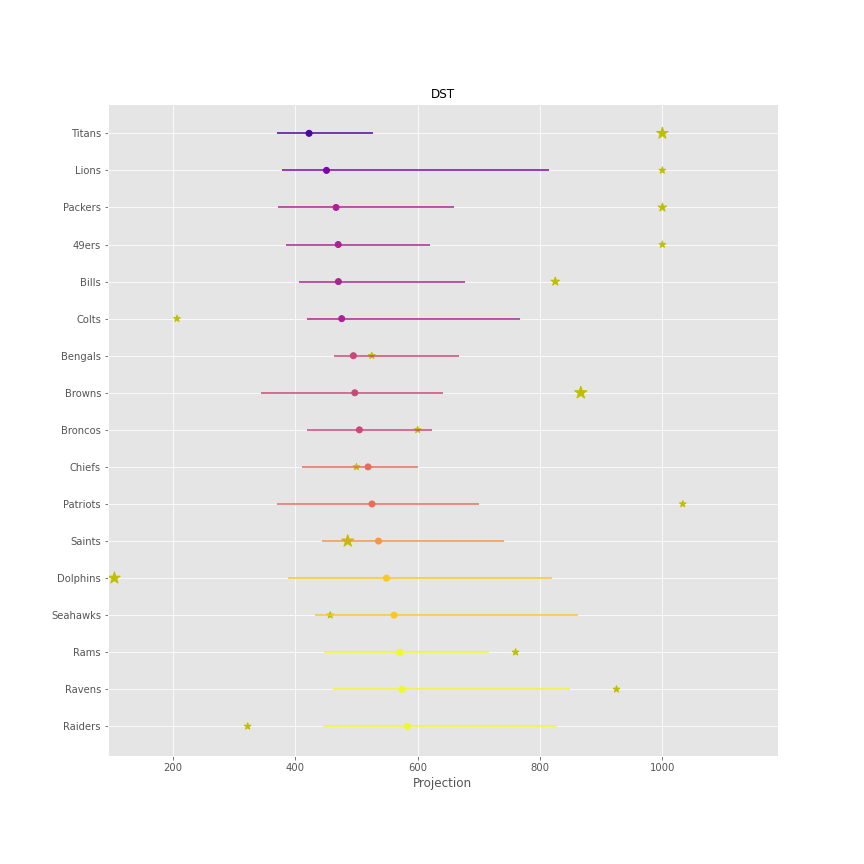 DST
Titans
Lions
Packers
49ers
Bills
Colts
Bengals
Browns
Broncos
Chiefs
Patriots
Saints
Dolphins
Seahawks
Rams
Ravens
Raiders
200 400 600 800 1000
Projection